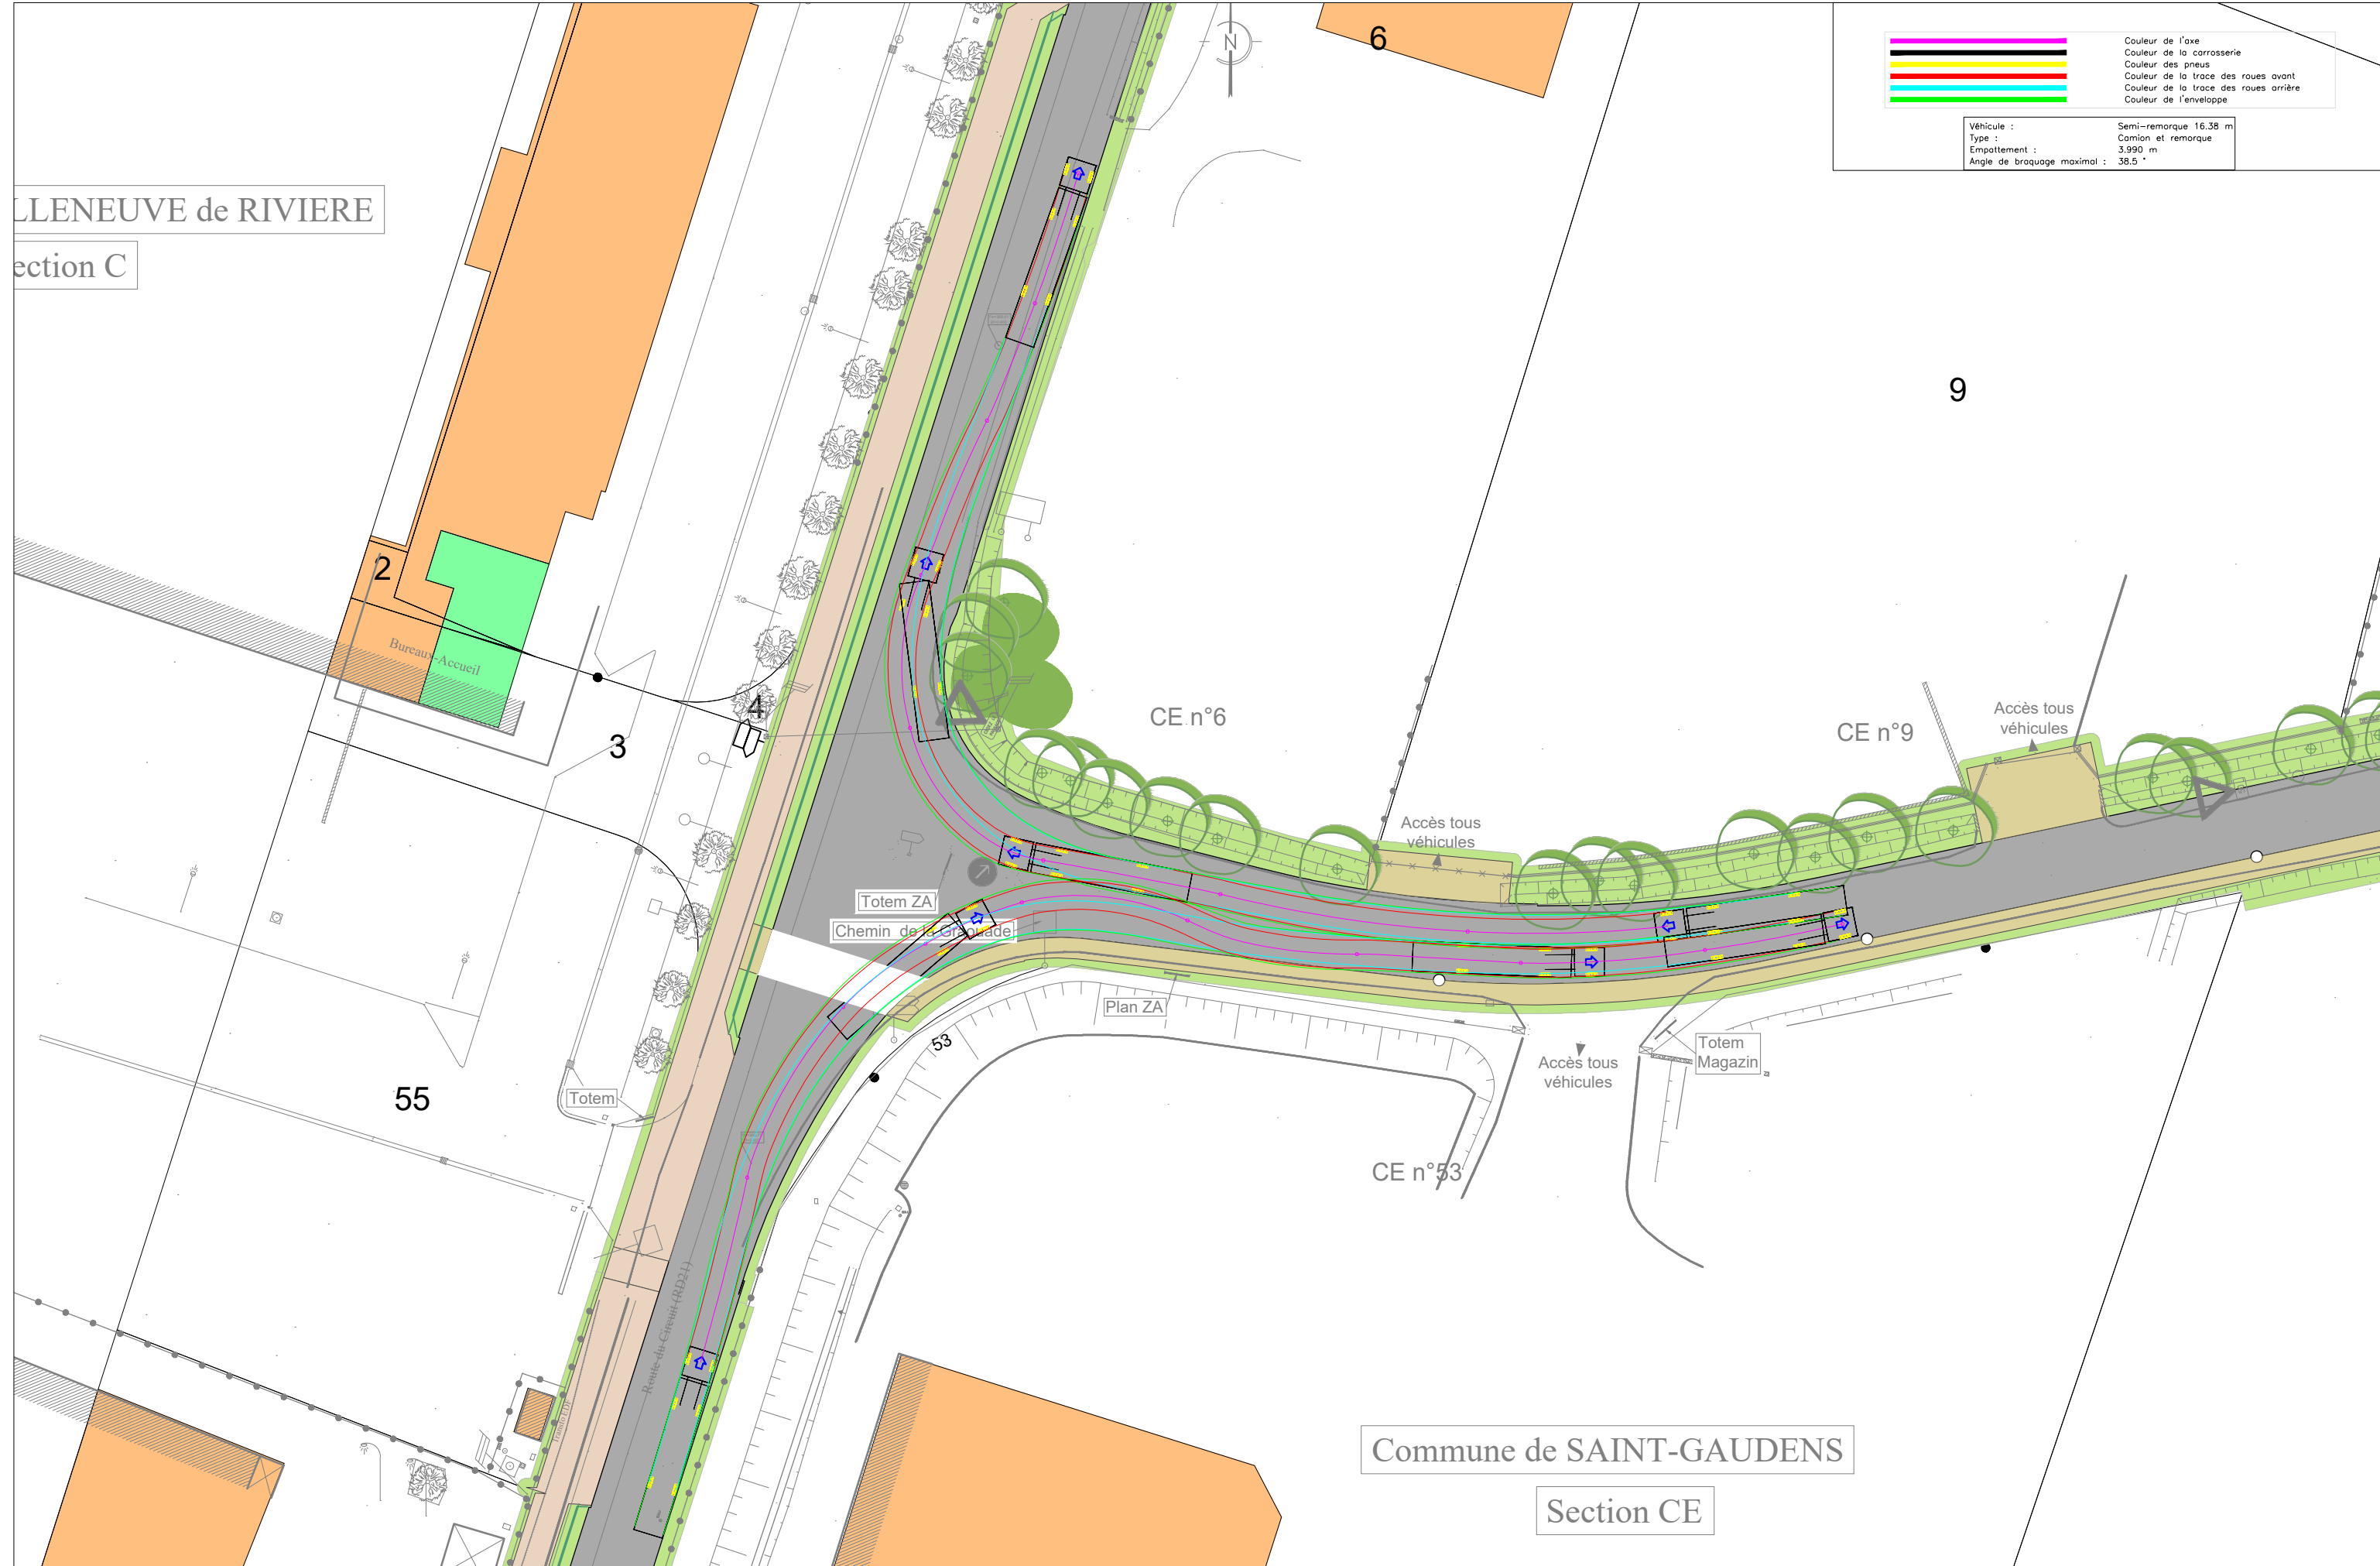 6
N
Couleur de l'axe
Couleur de la carrosserie
Couleur des pneus
Couleur de la trace des roues avant
Couleur de la trace des roues arrière
Couleur de l'enveloppe
Véhicule : Semi-remorque 16.38 m
Type : Camion et remorque
Empattement : 3.990 m
Angle de braquage maximal : 38.5 °
LLENEUVE de RIVIERE
ection C
9
2
Bureaux-Accueil
4
3
CE n°6
CE n°9
Accès tous
véhicules
Accès tous
véhicules
Totem ZA
Chemin de la Graouade
Plan ZA
53
Totem
Magazin
Accès tous
véhicules
55
Totem
CE n°53
Route du Circuit (RD21)
Transfo EDF
Commune de SAINT-GAUDENS
Section CE